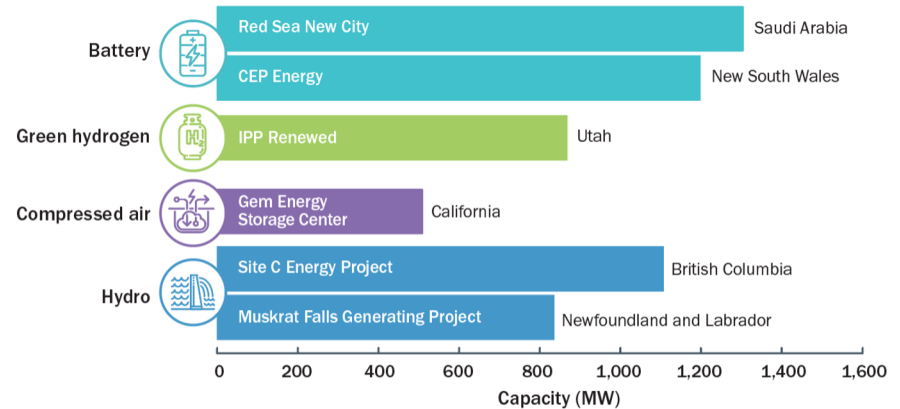 Battery
Red Sea New City
Saudi Arabia
CEP Energy
New South Wales
Green hydrogen
H2
IPP Renewed
Utah
Compressed air
Gem Energy
Storage Center
California
Hydro
Site C Energy Project
British Columbia
Muskrat Falls Generating Project
Newfoundland and Labrador
0 200 400 600 800 1,000 1,200 1,400 1,600
Capacity (MW)